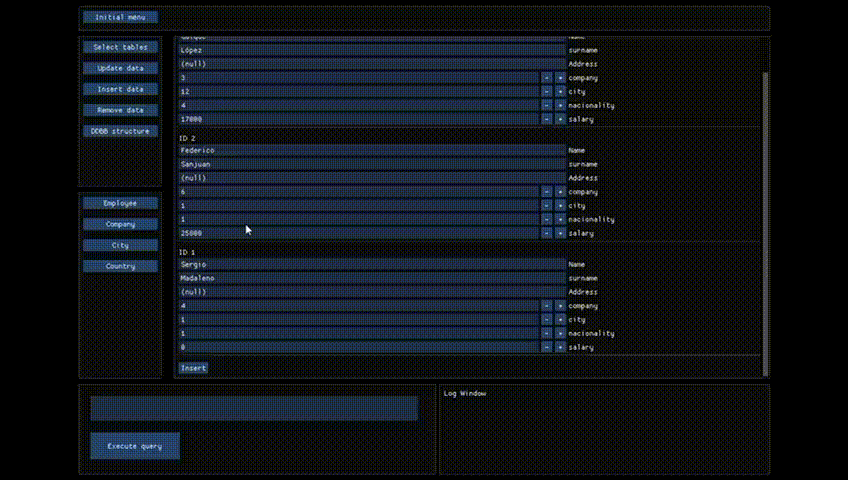 Initial menu
Select tables
Update data
Insert data
Remove data
DDBB structure
Employee
Company
City
Country
López surname
(null) Address
3 - + company
12 - + city
4 - + nacionality
17000 - + salary
ID 2
Federico Name
Sanjuan surname
(null) Address
6 - + company
1 - + city
1 - + nacionality
25000 - + salary
ID 1
Sergio Name
Madaleno surname
(null) Address
4 - + company
1 - + city
1 - + nacionality
0 - + salary
Insert
Execute query
Log Window